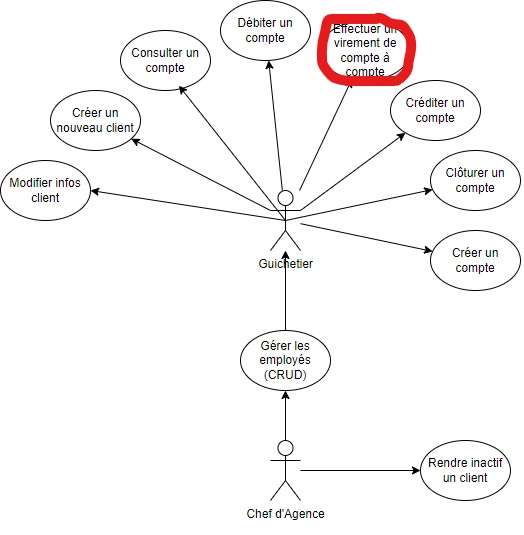 Débiter un
compte
Effectuer un
virement de
compte à
compte
Consulter un
compte
Créer un
nouveau client
Créditer un
compte
Modifier infos
client
Clôturer un
compte
Guichetier
Créer un
compte
Gérer les
employés
(CRUD)
Rendre inactif
un client
Chef d'Agence